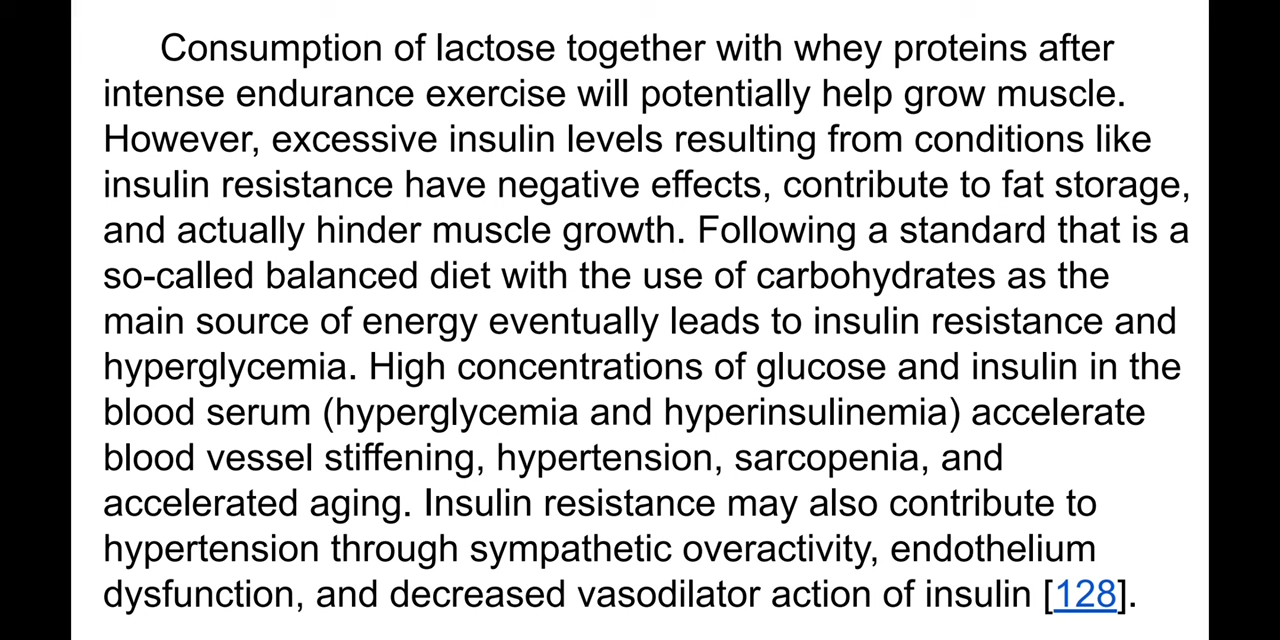 Consumption of lactose together with whey proteins after
intense endurance exercise will potentially help grow muscle.
However, excessive insulin levels resulting from conditions like
insulin resistance have negative effects, contribute to fat storage,
and actually hinder muscle growth. Following a standard that is a
so-called balanced diet with the use of carbohydrates as the
main source of energy eventually leads to insulin resistance and
hyperglycemia. High concentrations of glucose and insulin in the
blood serum (hyperglycemia and hyperinsulinemia) accelerate
blood vessel stiffening, hypertension, sarcopenia, and
accelerated aging. Insulin resistance may also contribute to
hypertension through sympathetic overactivity, endothelium
dysfunction, and decreased vasodilator action of insulin [128].